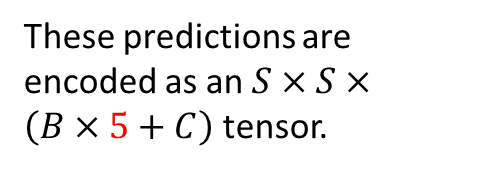 These predictions are
encoded as an S × S ×
(B × 5 + C) tensor.